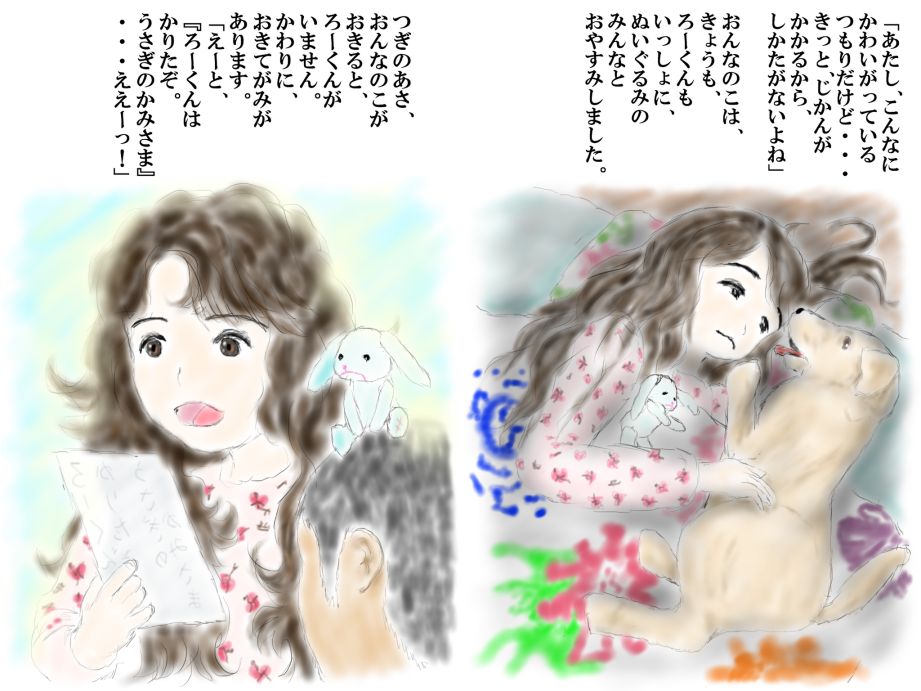 「あたし、こんなに
かわいがっている
つもりだけど・・・
きっと、じかんが
かかるから、
しかたがないよね」
おんなのこは、
きょうも、
ろーくんも
いっしょに、
ぬいぐるみの
みんなと
おやすみしました。
つぎのあさ、
おんなのこが
おきると、
ろーくんが
いません。
かわりに、
おきてがみが
あります。
「えーと、
『ろーくんは
かりたぞ。
うさぎのかみさま』
・・・ええーっ！」